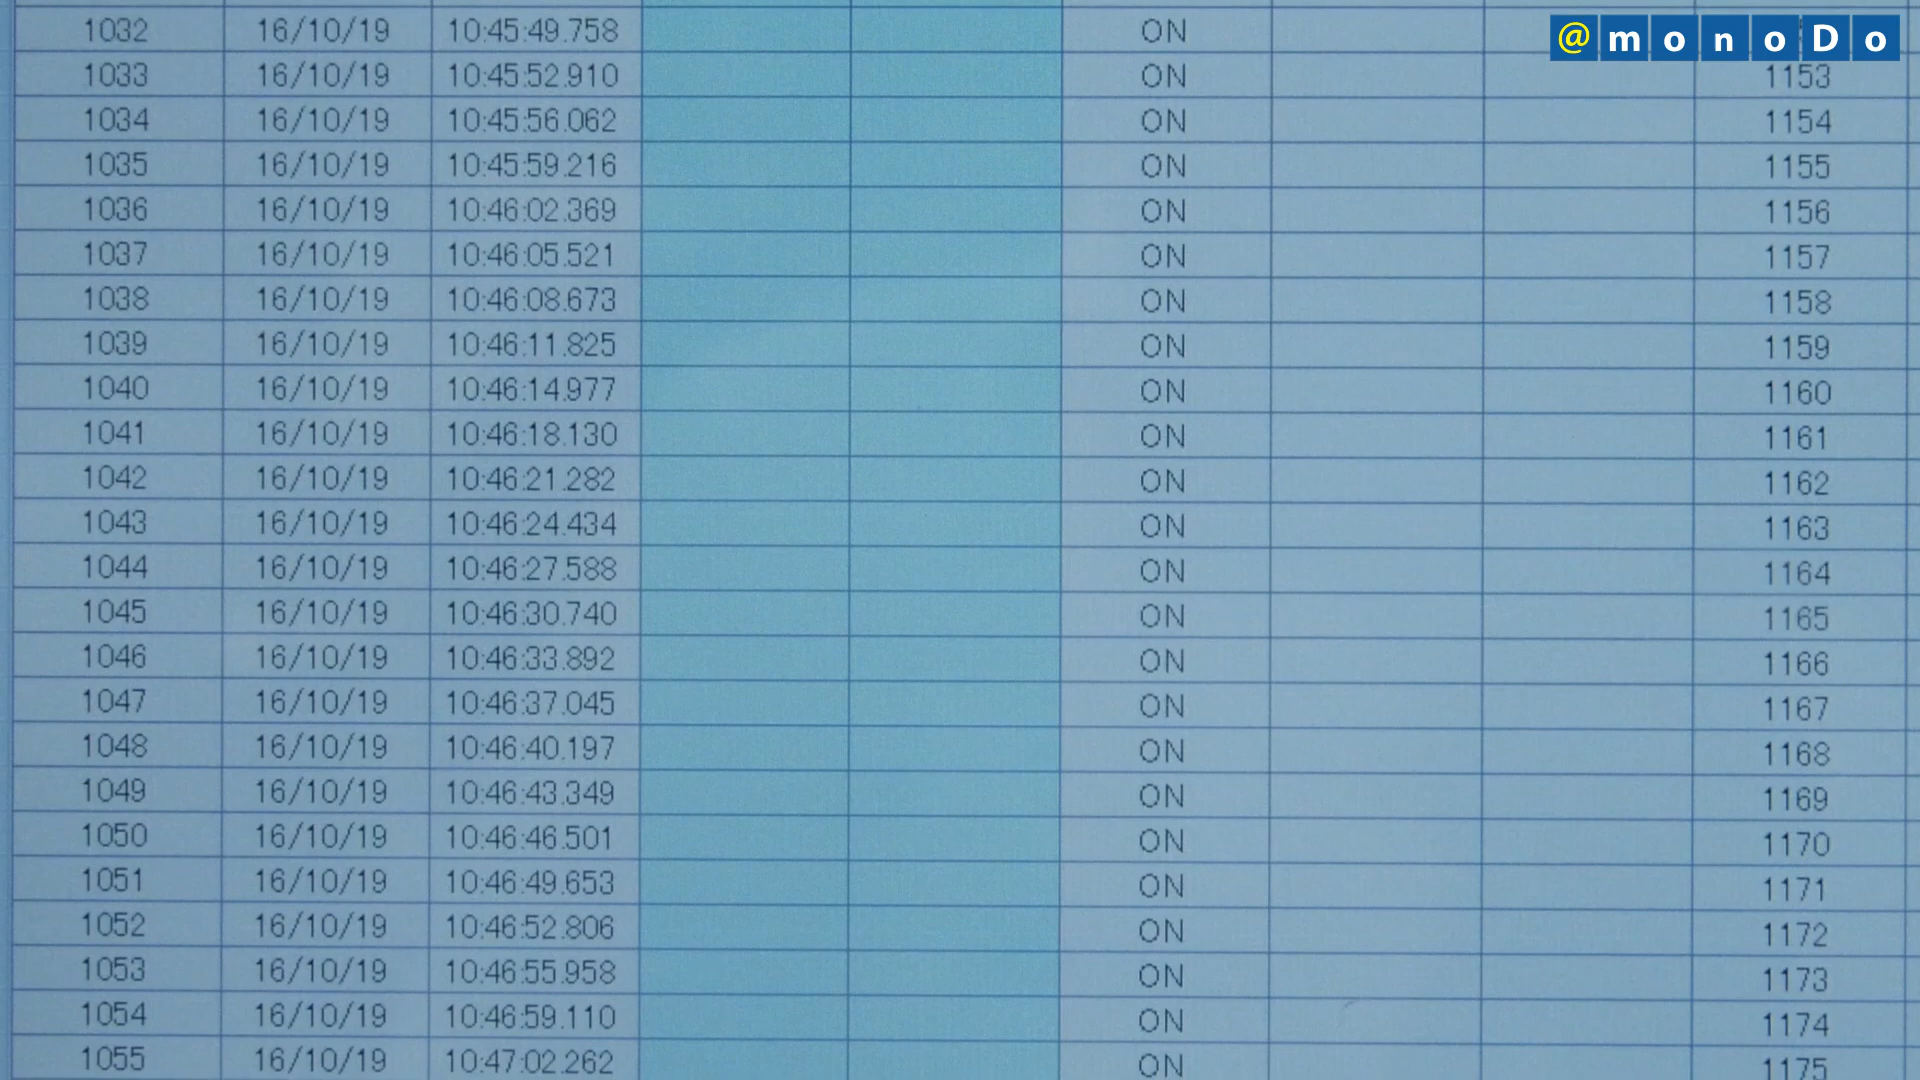 @monoDo
1032 16/10/19 10:45:49.758 ON
1033 16/10/19 10:45:52.910 ON 1153
1034 16/10/19 10:45:56.062 ON 1154
1035 16/10/19 10:45:59.216 ON 1155
1036 16/10/19 10:46:02.369 ON 1156
1037 16/10/19 10:46:05.521 ON 1157
1038 16/10/19 10:46:08.673 ON 1158
1039 16/10/19 10:46:11.825 ON 1159
1040 16/10/19 10:46:14.977 ON 1160
1041 16/10/19 10:46:18.130 ON 1161
1042 16/10/19 10:46:21.282 ON 1162
1043 16/10/19 10:46:24.434 ON 1163
1044 16/10/19 10:46:27.588 ON 1164
1045 16/10/19 10:46:30.740 ON 1165
1046 16/10/19 10:46:33.892 ON 1166
1047 16/10/19 10:46:37.045 ON 1167
1048 16/10/19 10:46:40.197 ON 1168
1049 16/10/19 10:46:43.349 ON 1169
1050 16/10/19 10:46:46.501 ON 1170
1051 16/10/19 10:46:49.653 ON 1171
1052 16/10/19 10:46:52.806 ON 1172
1053 16/10/19 10:46:55.958 ON 1173
1054 16/10/19 10:46:59.110 ON 1174
1055 16/10/19 10:47:02.262 ON 1175